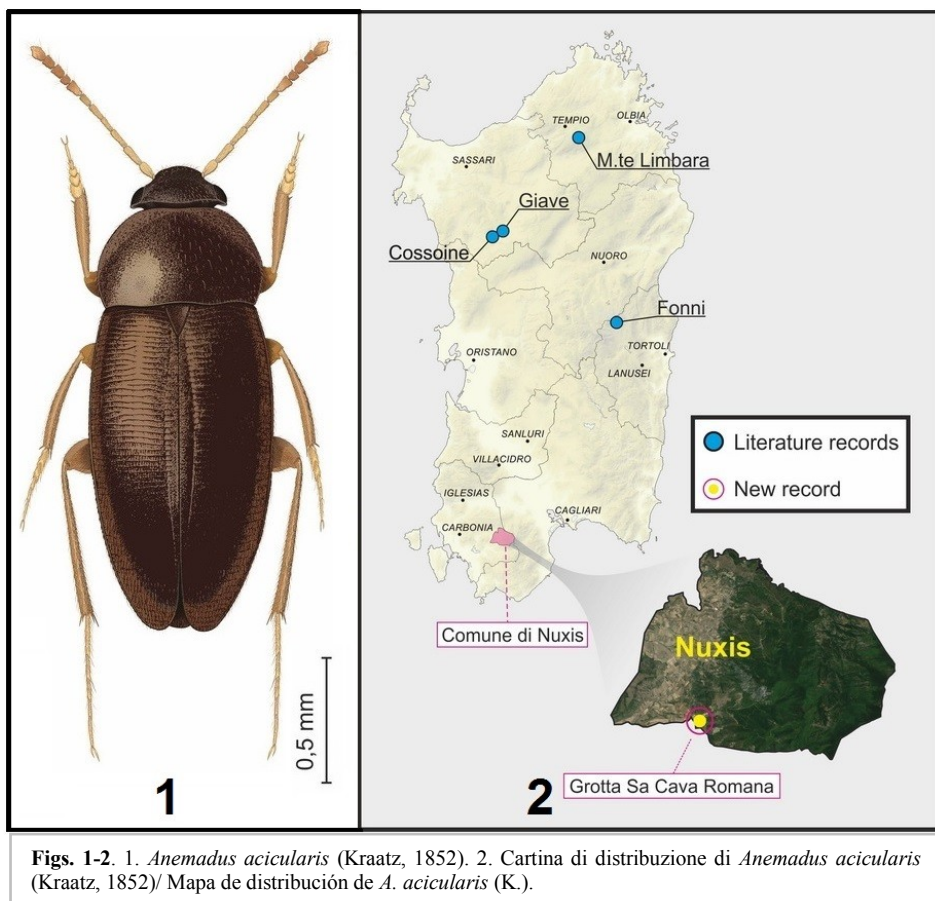 0,5 mm
1
TEMPIO
OLBIA
M.te Limbara
SASSARI
Giave
Cossoine
NUORO
Fonni
ORISTANO
TORTOLI
LANUSEI
SANLURI
VILLACIDRO
IGLESIAS
CARBONIA
CAGLIARI
Literature records
New record
Comune di Nuxis
Nuxis
2
Grotta Sa Cava Romana
Figs. 1-2. 1. Anemadus acicularis (Kraatz, 1852). 2. Cartina di distribuzione di Anemadus acicularis
(Kraatz, 1852)/ Mapa de distribución de A. acicularis (K.).